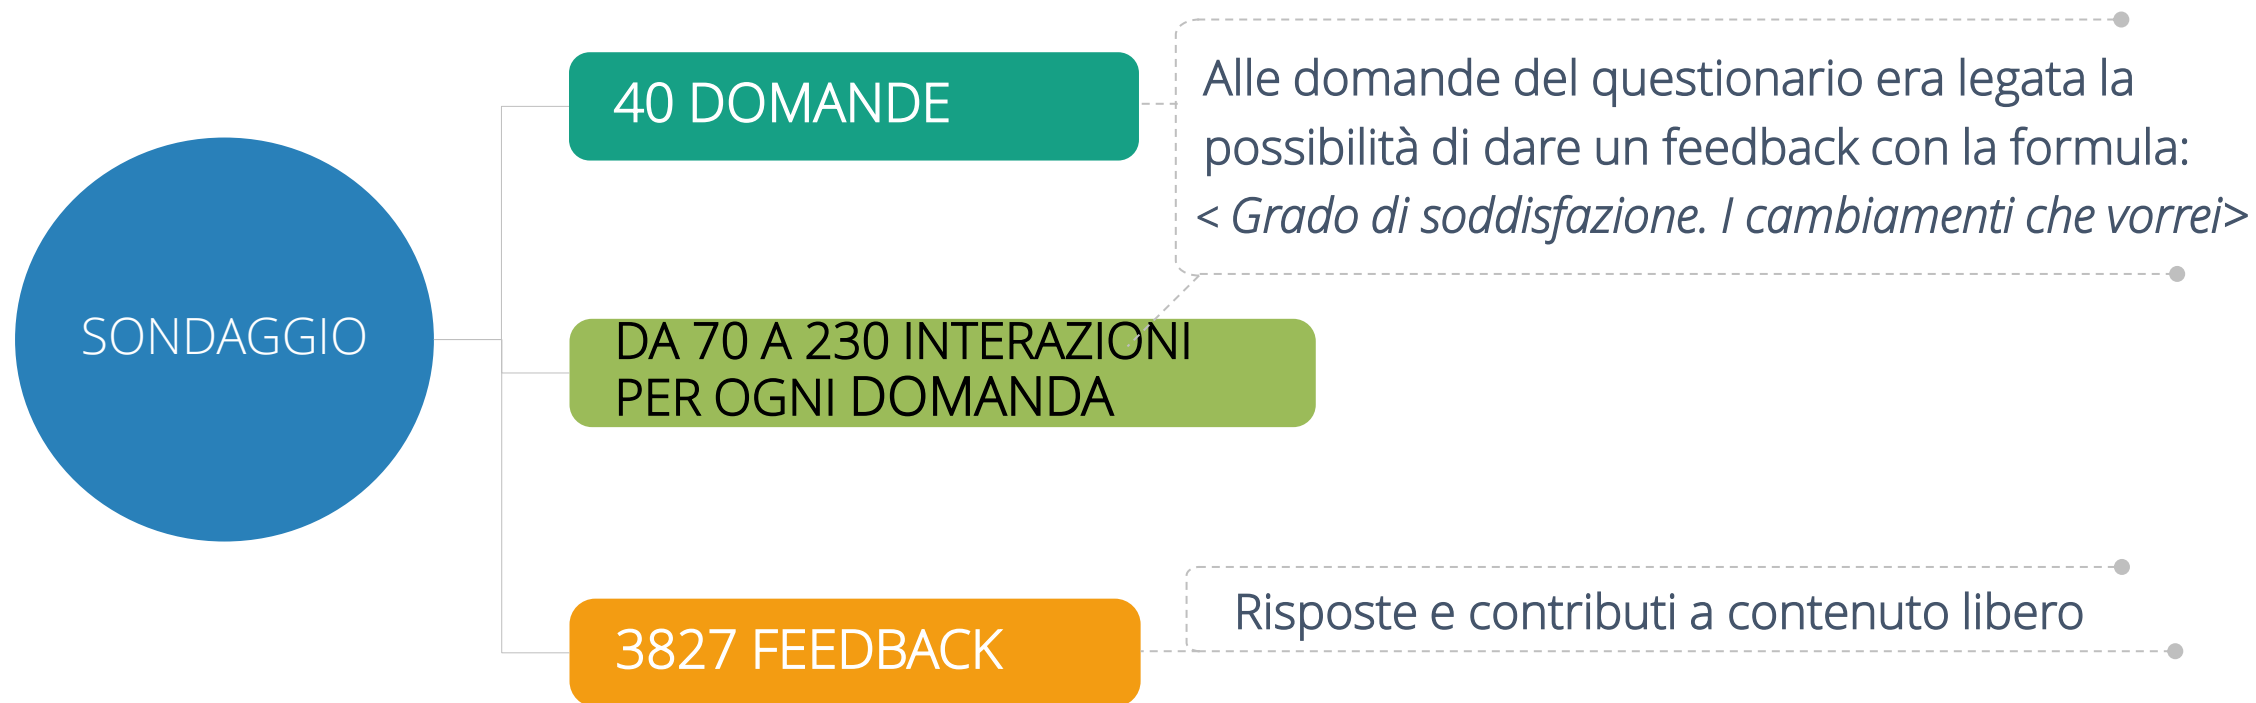 SONDAGGIO
40 DOMANDE
Alle domande del questionario era legata la
possibilità di dare un feedback con la formula:
< Grado di soddisfazione. I cambiamenti che vorrei>
DA 70 A 230 INTERAZIONI
PER OGNI DOMANDA
3827 FEEDBACK
Risposte e contributi a contenuto libero